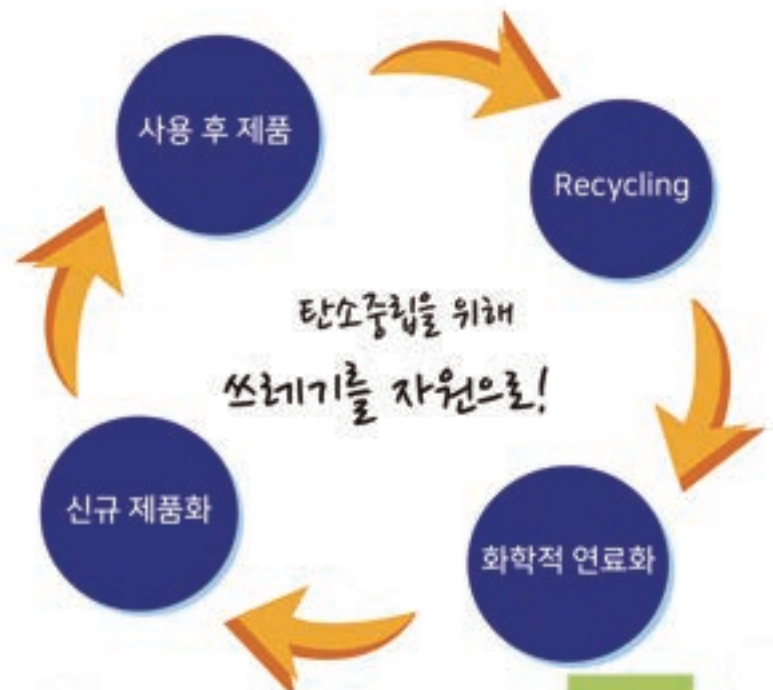 사용 후 제품
Recycling
탄소중립을 위해
쓰레기를 자원으로!
신규 제품화
화학적 연료화